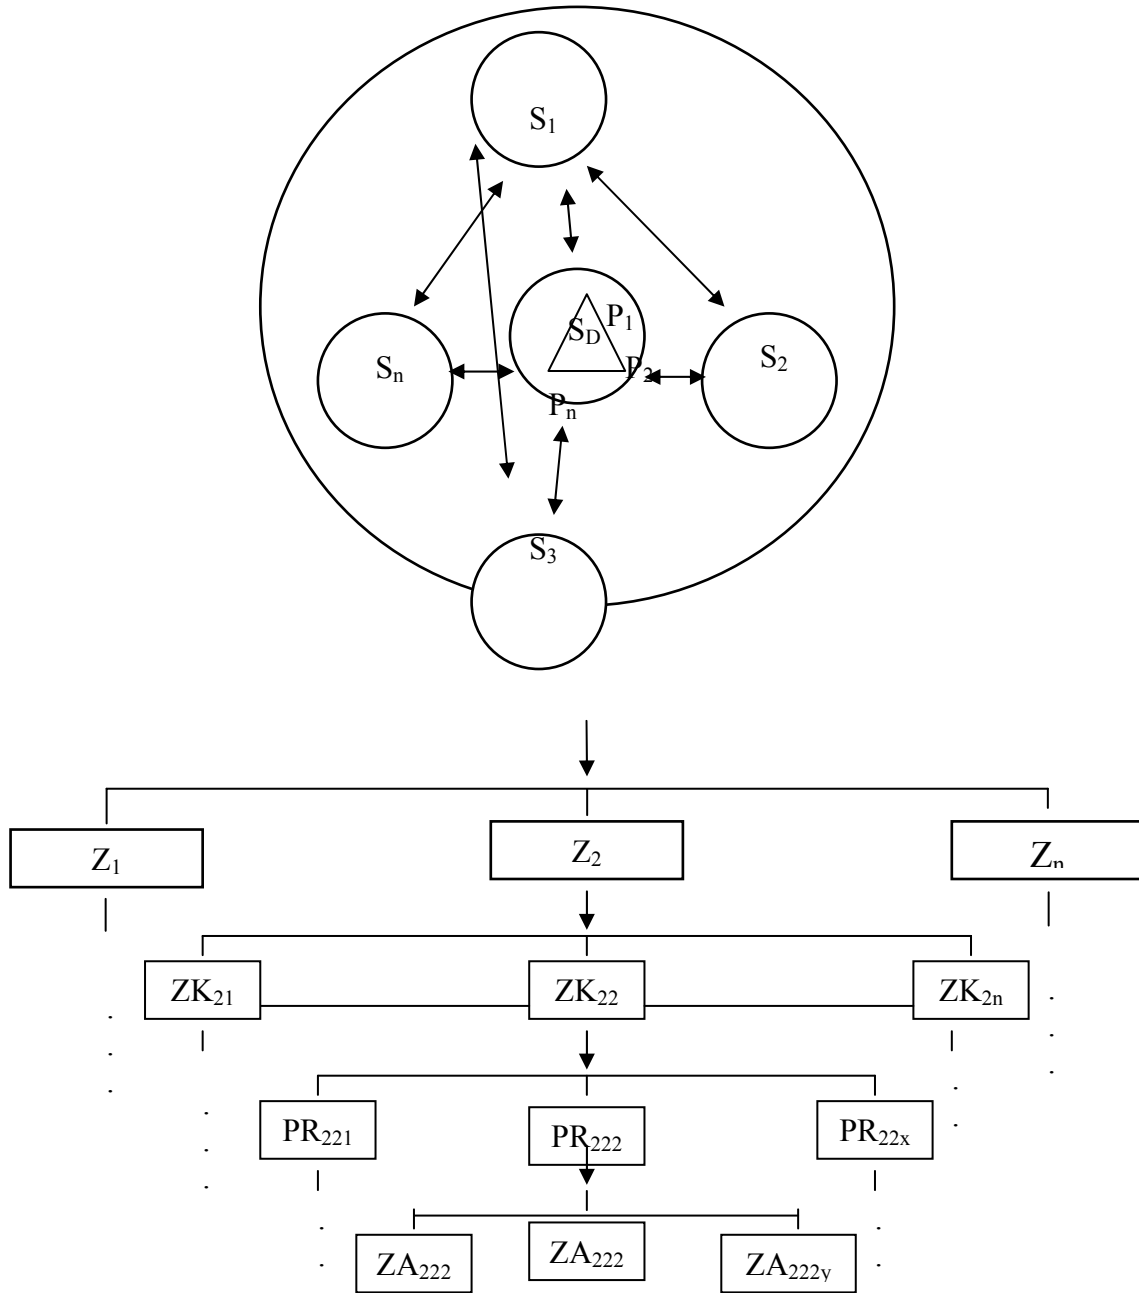 S₁
S_D P₁
Sₙ S₂
P₂
Pₙ
S₃
Z₁ Z₂ Zₙ
ZK₂₁ ZK₂₂ ZK₂ₙ
PR₂₂₁ PR₂₂₂ PR₂₂ₓ
ZA₂₂₂ ZA₂₂₂ ZA₂₂₂y